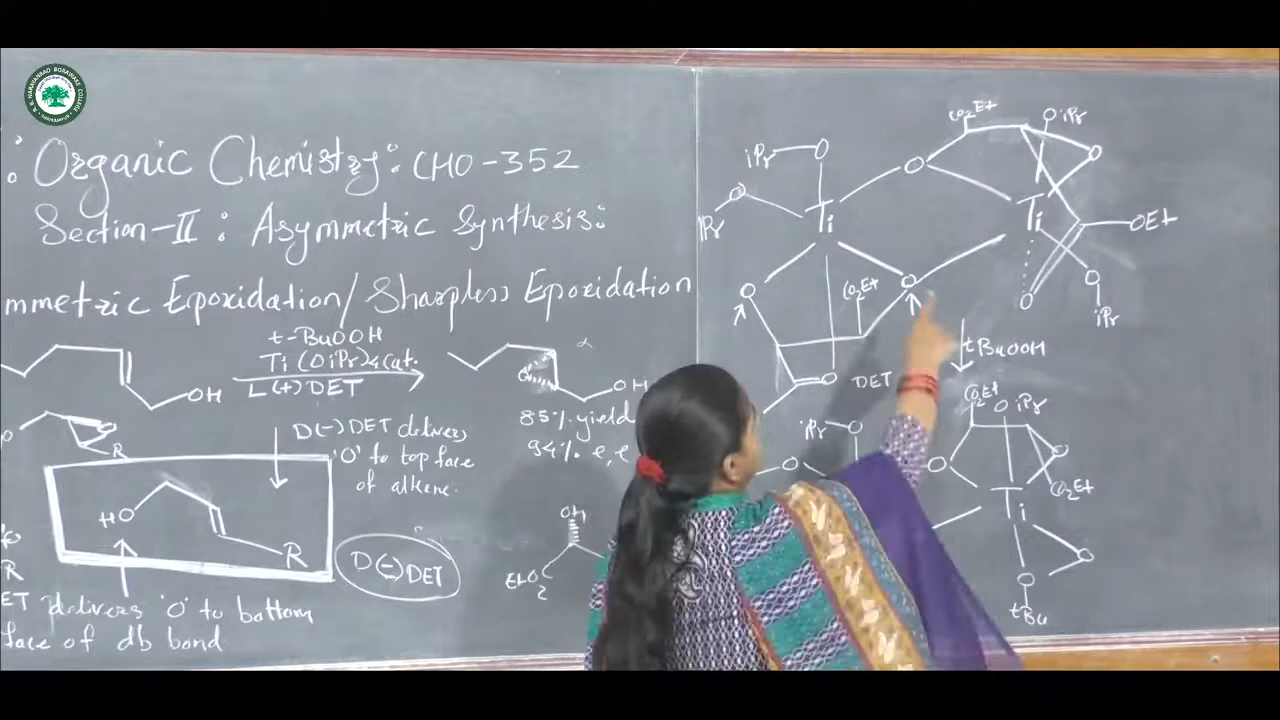 : Organic Chemistry: CHO-352
Section-II : Asymmetric Synthesis:
mmetric Epoxidation/Sharpless Epoxidation
t-BuOOH
Ti(OiPr)4 Cat.
L(+)DET
OH
OH
85% yield
94% e,e
D(-) DET delivers
'O' to top face
of alkene.
O
R
HO
R
D(-)DET
R
ET delivers 'O' to bottom
face of db bond
OH
EtO2C
CO2Et
OiPr
iPr O
O
O
iPr
O
Ti
Ti
OEt
O
CO2Et
O
O
O
iPr
O
DET
tBuOOH
CO2Et
O
iPr
iPr
O
O
O
O
CO2Et
Ti
O
O
tBu